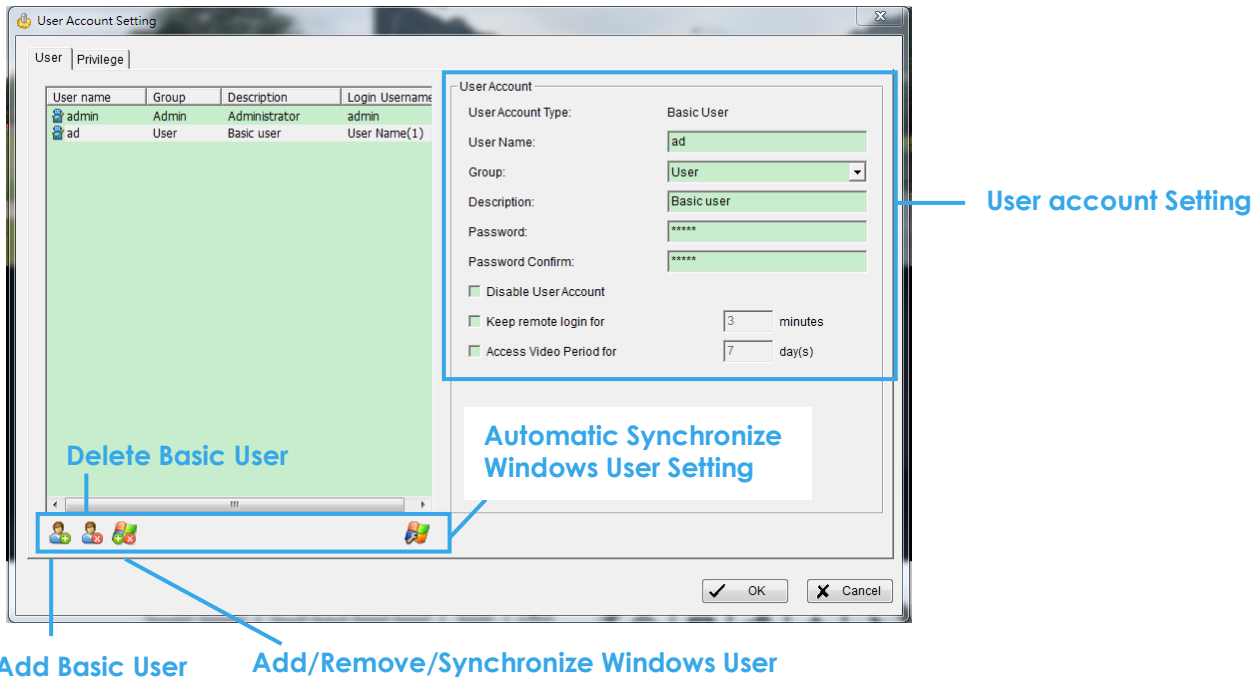 User Account Setting
User Privilege
User name Group Description Login Username
admin Admin Administrator admin
ad User Basic user User Name(1)
User Account
User Account Type: Basic User
User Name: ad
Group: User
Description: Basic user
Password: *****
Password Confirm: *****
Disable User Account
Keep remote login for 3 minutes
Access Video Period for 7 day(s)
User account Setting
Delete Basic User
Automatic Synchronize
Windows User Setting
OK Cancel
Add Basic User
Add/Remove/Synchronize Windows User